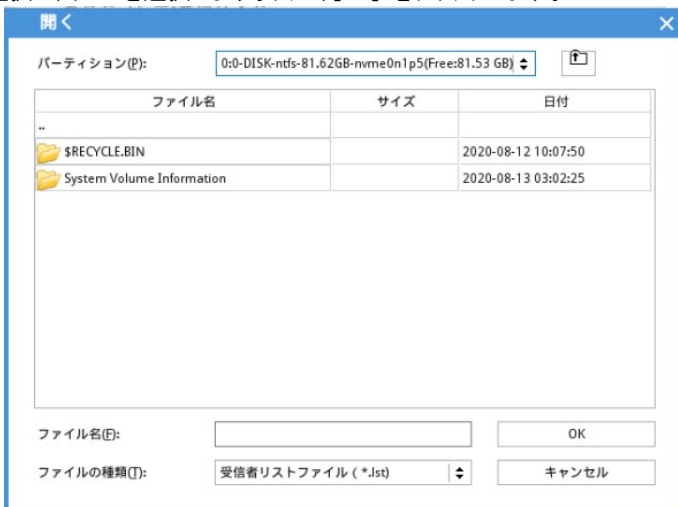 開く
パーティション(P): 0:0-DISK-ntfs-81.62GB-nvme0n1p5(Free:81.53 GB)
ファイル名 サイズ 日付
..
$RECYCLE.BIN 2020-08-12 10:07:50
System Volume Information 2020-08-13 03:02:25
ファイル名(F): OK
ファイルの種類(T): 受信者リストファイル ( *.lst) キャンセル